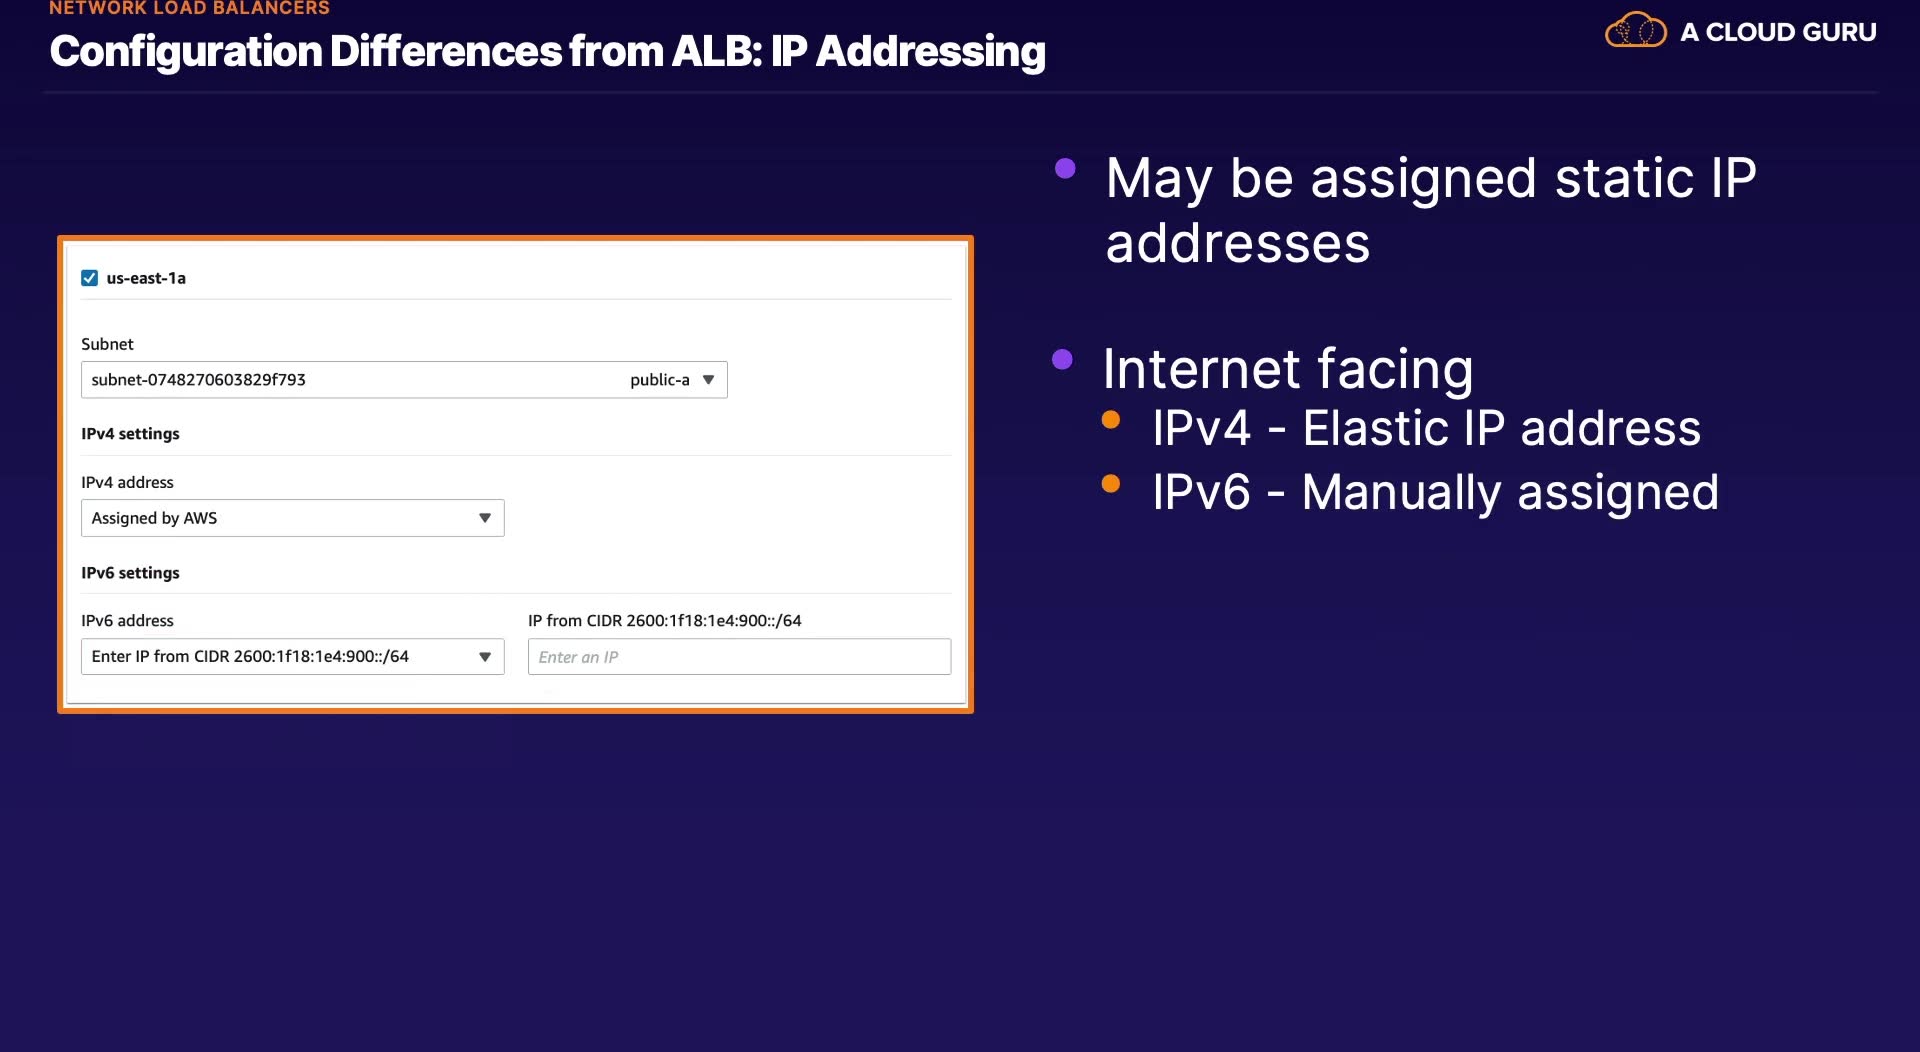 NETWORK LOAD BALANCERS
Configuration Differences from ALB: IP Addressing
A CLOUD GURU
us-east-1a
Subnet
subnet-0748270603829f793 public-a
IPv4 settings
IPv4 address
Assigned by AWS
IPv6 settings
IPv6 address
Enter IP from CIDR 2600:1f18:1e4:900::/64
IP from CIDR 2600:1f18:1e4:900::/64
Enter an IP
May be assigned static IP
addresses
Internet facing
IPv4 - Elastic IP address
IPv6 - Manually assigned